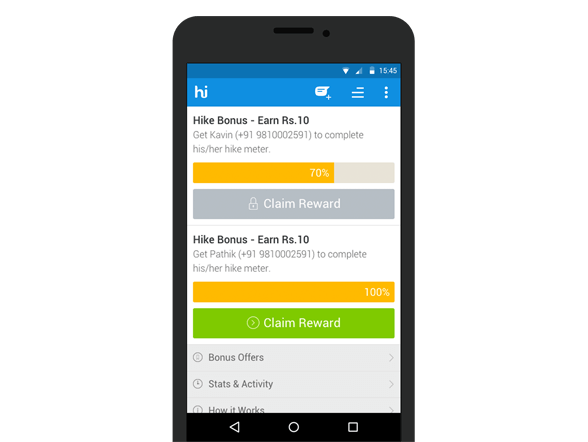 15:45
hi
Hike Bonus - Earn Rs.10
Get Kavin (+91 9810002591) to complete
his/her hike meter.
70%
Claim Reward
Hike Bonus - Earn Rs.10
Get Pathik (+91 9810002591) to complete
his/her hike meter.
100%
Claim Reward
Bonus Offers
Stats & Activity
How it Works